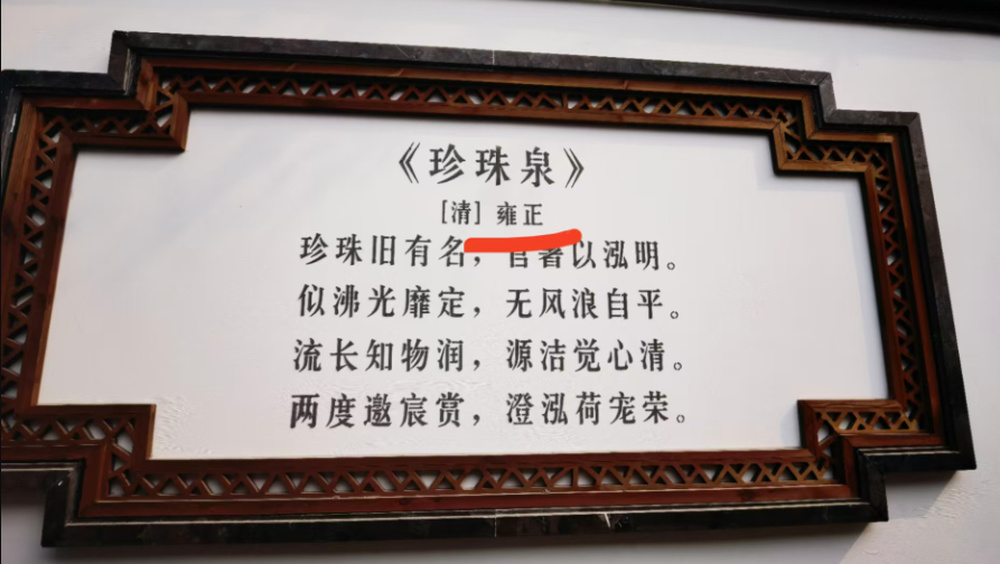 《珍珠泉》
[清] 雍正
珍珠旧有名，官署以泓明。
似沸光靡定，无风浪自平。
流长知物润，源洁觉心清。
两度邀宸赏，澄泓荷宠荣。